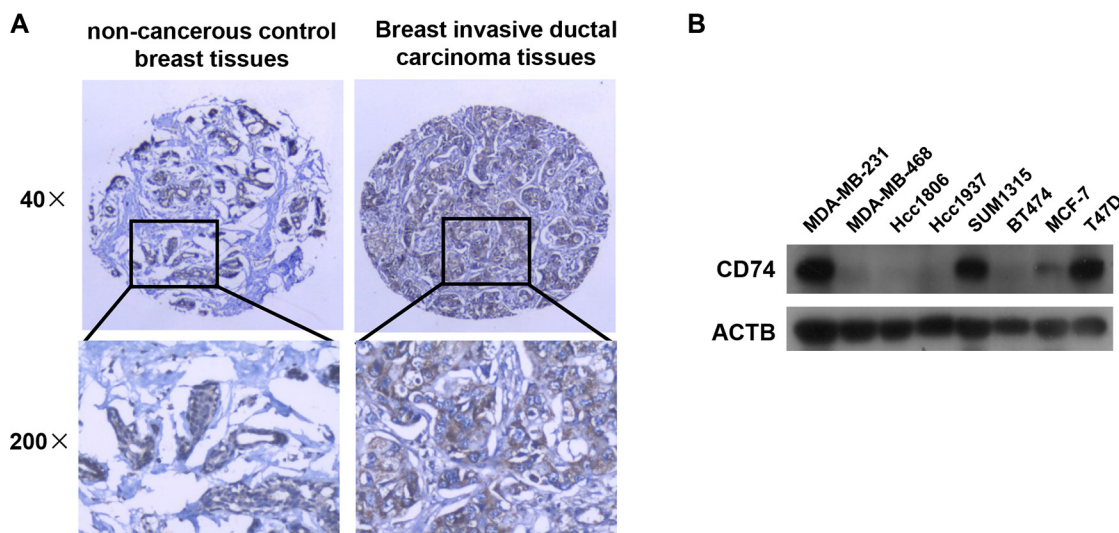 A
non-cancerous control
breast tissues
Breast invasive ductal
carcinoma tissues
40×
200×
B
MDA-MB-231
MDA-MB-468
Hcc1806
Hcc1937
SUM1315
BT474
MCF-7
T47D
CD74
ACTB